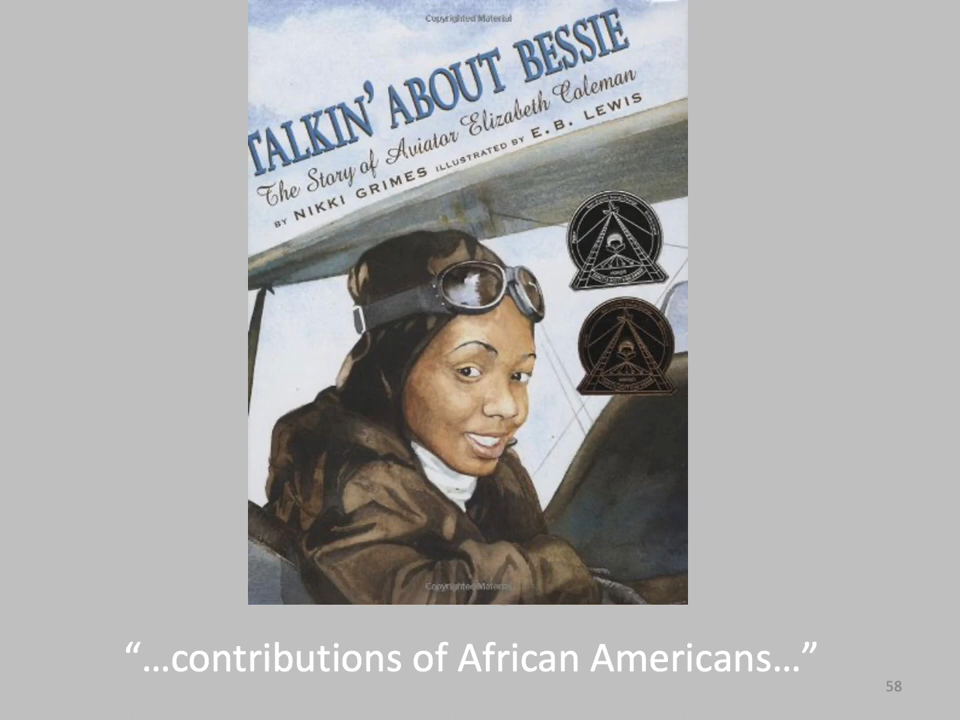 Copyrighted Material
TALKIN' ABOUT BESSIE
The Story of Aviator Elizabeth Coleman
BY NIKKI GRIMES ILLUSTRATED BY E. B. LEWIS
HONOR
Copyrighted Material
“…contributions of African Americans…”
58